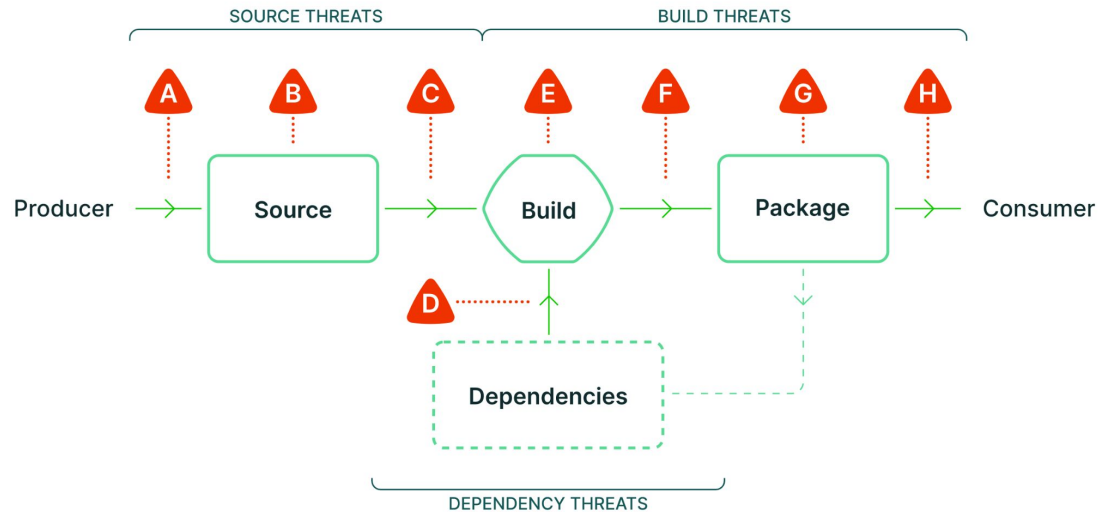 SOURCE THREATS
BUILD THREATS
A
B
C
E
F
G
H
Producer
Source
Build
Package
Consumer
D
Dependencies
DEPENDENCY THREATS